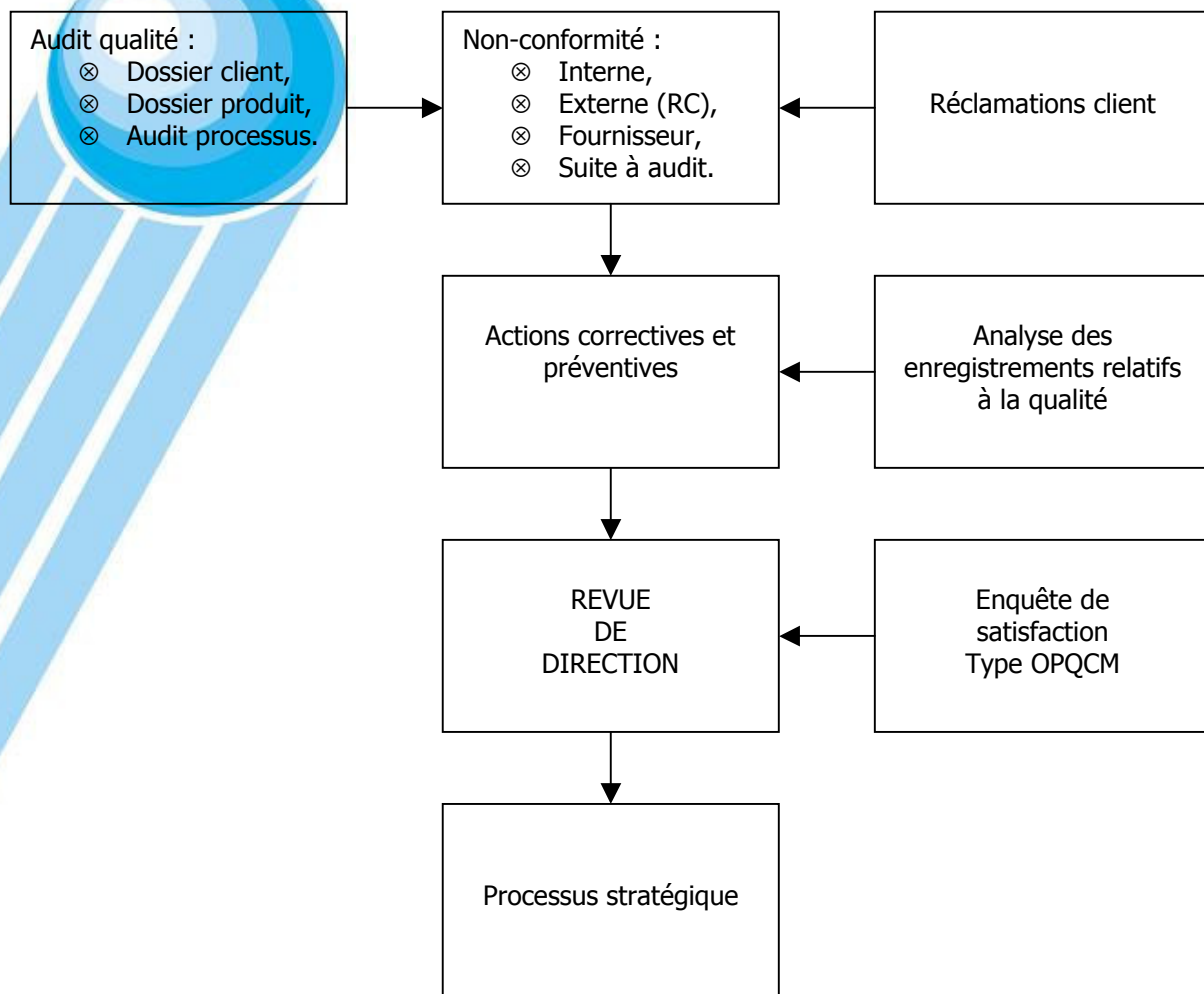 Audit qualité :
⊗ Dossier client,
⊗ Dossier produit,
⊗ Audit processus.
Non-conformité :
⊗ Interne,
⊗ Externe (RC),
⊗ Fournisseur,
⊗ Suite à audit.
Réclamations client
Actions correctives et
préventives
Analyse des
enregistrements relatifs
à la qualité
REVUE
DE
DIRECTION
Enquête de
satisfaction
Type OPQCM
Processus stratégique